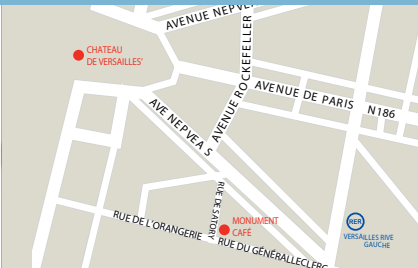 AVENUE NEPVE
CHATEAU
DE VERSAILLES'
AVENUE ROCKEFELLER
AVENUE DE PARIS N186
AVE NEPVEA S
RUE DE SATORY
MONUMENT
CAFÉ
RUE DE L'ORANGERIE
RUE DU GÉNÉRALLECLERC
RER
VERSAILLES RIVE
GAUCHE